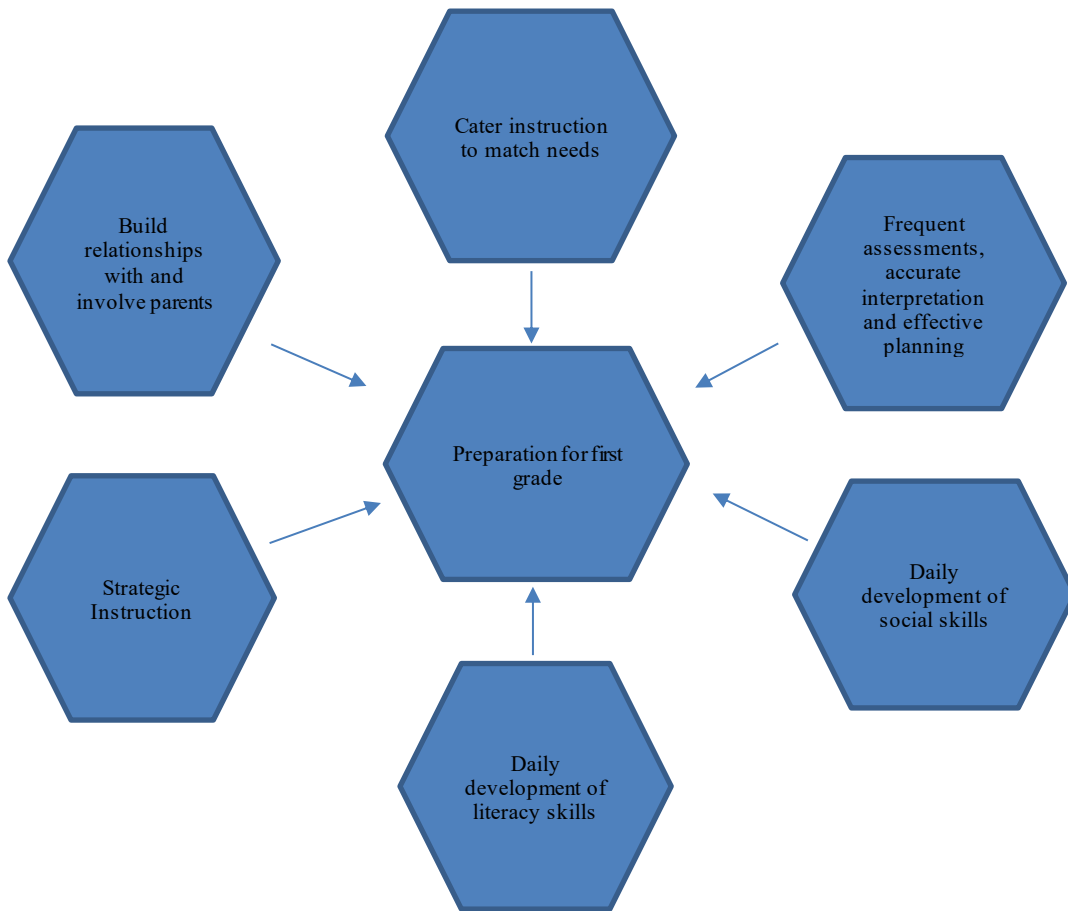 Cater instruction
to match needs
Build
relationships
with and
involve parents
Frequent
assessments,
accurate
interpretation
and effective
planning
Preparation for first
grade
Strategic
Instruction
Daily
development of
social skills
Daily
development of
literacy skills